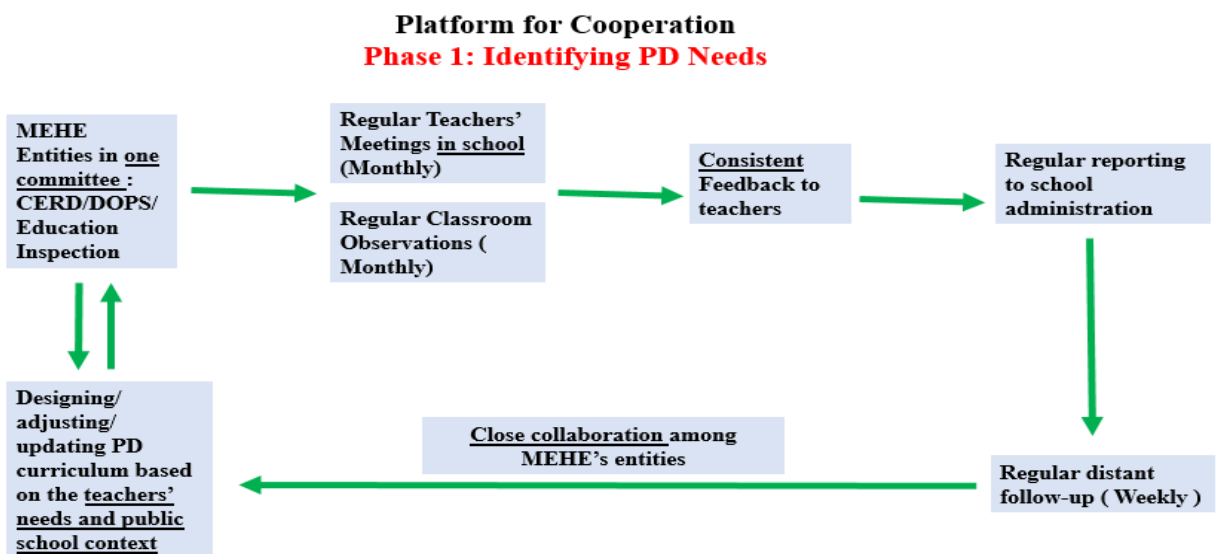 Platform for Cooperation
Phase 1: Identifying PD Needs
MEHE
Entities in one
committee :
CERD/DOPS/
Education
Inspection
Regular Teachers’
Meetings in school
(Monthly)
Regular Classroom
Observations (
Monthly)
Consistent
Feedback to
teachers
Regular reporting
to school
administration
Designing/
adjusting/
updating PD
curriculum based
on the teachers’
needs and public
school context
Close collaboration among
MEHE’s entities
Regular distant
follow-up ( Weekly )